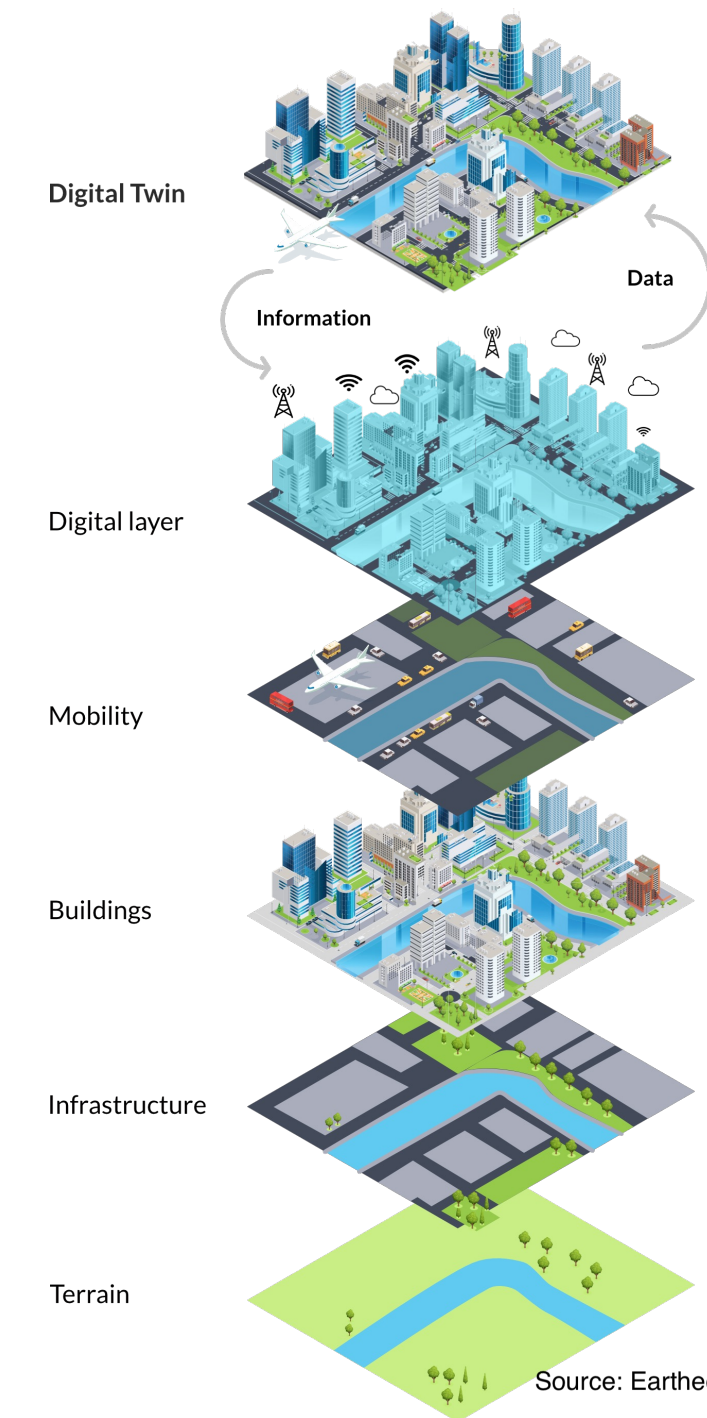 Digital Twin
Data
Information
Digital layer
Mobility
Buildings
Infrastructure
Terrain
Source: